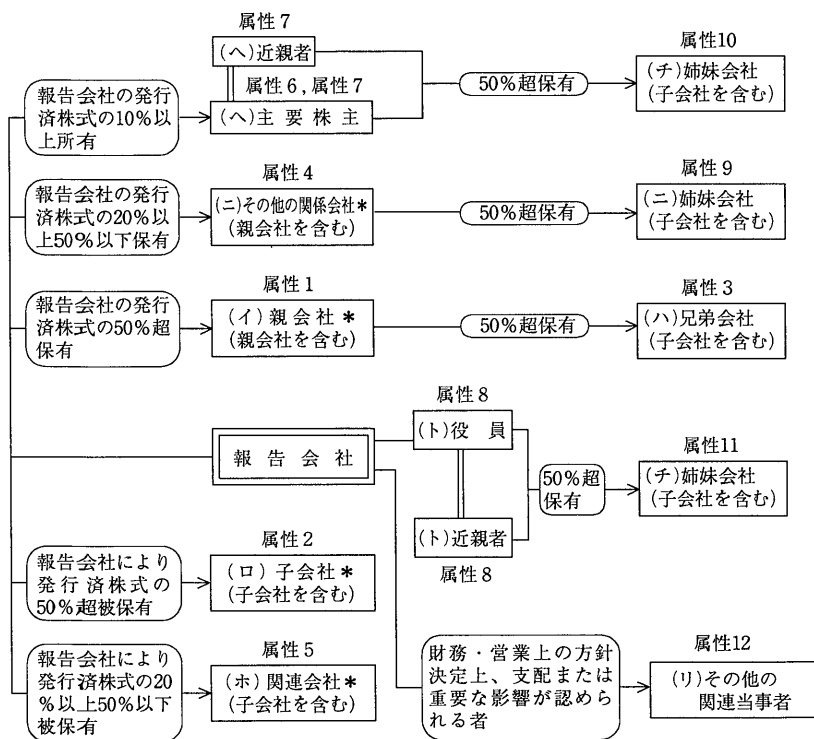 属性7
(ヘ)近親者
属性6,属性7
報告会社の発行
済株式の10%以
上所有
(ヘ)主要株主
50%超保有
属性10
(チ)姉妹会社
(子会社を含む)
属性4
報告会社の発行
済株式の20%以
上50%以下保有
(ニ)その他の関係会社*
(親会社を含む)
50%超保有
属性9
(ニ)姉妹会社
(子会社を含む)
属性1
報告会社の発行
済株式の50%超
保有
(イ)親会社*
(親会社を含む)
50%超保有
属性3
(ハ)兄弟会社
(子会社を含む)
報告会社
属性8
(ト)役員
(ト)近親者
属性8
50%超
保有
属性11
(チ)姉妹会社
(子会社を含む)
属性2
報告会社により
発行済株式の
50%超被保有
(ロ)子会社*
(子会社を含む)
属性5
報告会社により
発行済株式の20
%以上50%以下
被保有
(ホ)関連会社*
(子会社を含む)
財務・営業上の方針
決定上、支配または
重要な影響が認めら
れる者
属性12
(リ)その他の
関連当事者